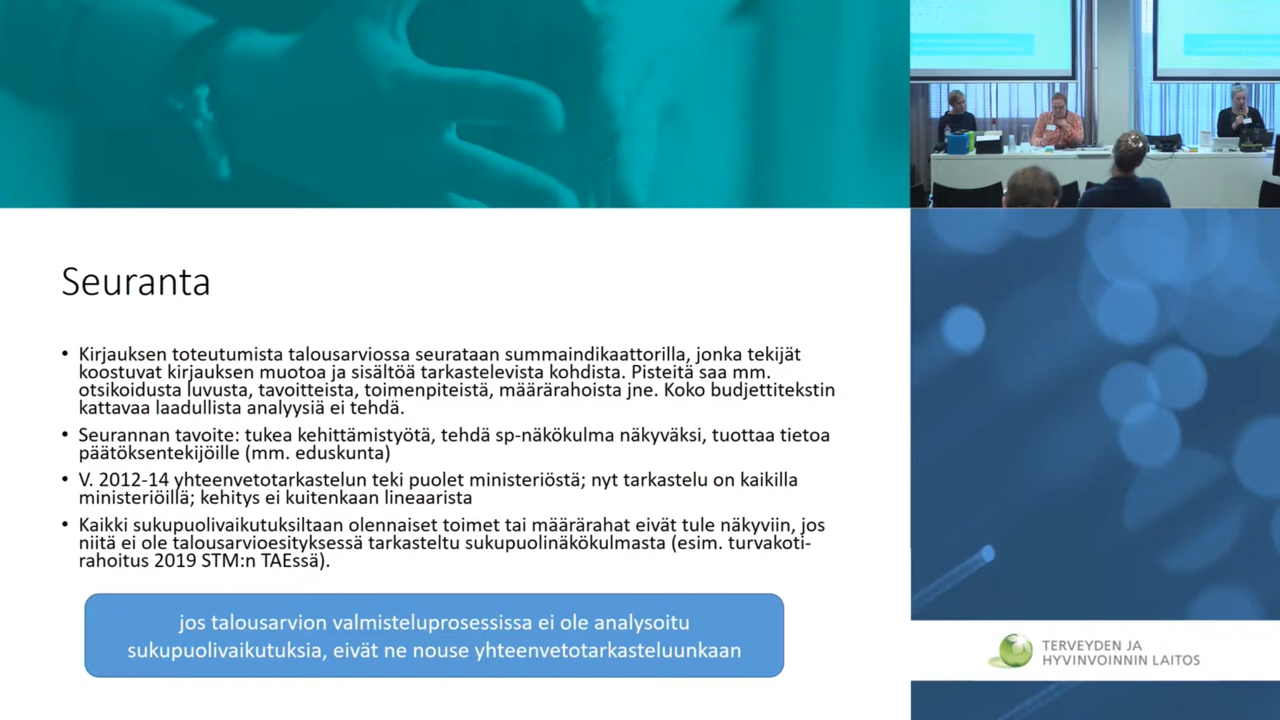 Seuranta
• Kirjauksen toteutumista talousarviossa seurataan summaindikaattorilla, jonka tekijät
koostuvat kirjauksen muotoa ja sisältöä tarkastelevista kohdista. Pisteitä saa mm.
otsikoidusta luvusta, tavoitteista, toimenpiteistä, määrärahoista jne. Koko budjettitekstin
kattavaa laadullista analyysiä ei tehdä.
• Seurannan tavoite: tukea kehittämistyötä, tehdä sp-näkökulma näkyväksi, tuottaa tietoa
päätöksentekijöille (mm. eduskunta)
• V. 2012-14 yhteenvetotarkastelun teki puolet ministeriöstä; nyt tarkastelu on kaikilla
ministeriöillä; kehitys ei kuitenkaan lineaarista
• Kaikki sukupuolivaikutuksiltaan olennaiset toimet tai määrärahat eivät tule näkyviin, jos
niitä ei ole talousarvioesityksessä tarkasteltu sukupuolinäkökulmasta (esim. turvakoti-
rahoitus 2019 STM:n TAEssä).
jos talousarvion valmisteluprosessissa ei ole analysoitu
sukupuolivaikutuksia, eivät ne nouse yhteenvetotarkasteluunkaan
TERVEYDEN JA
HYVINVOINNIN LAITOS